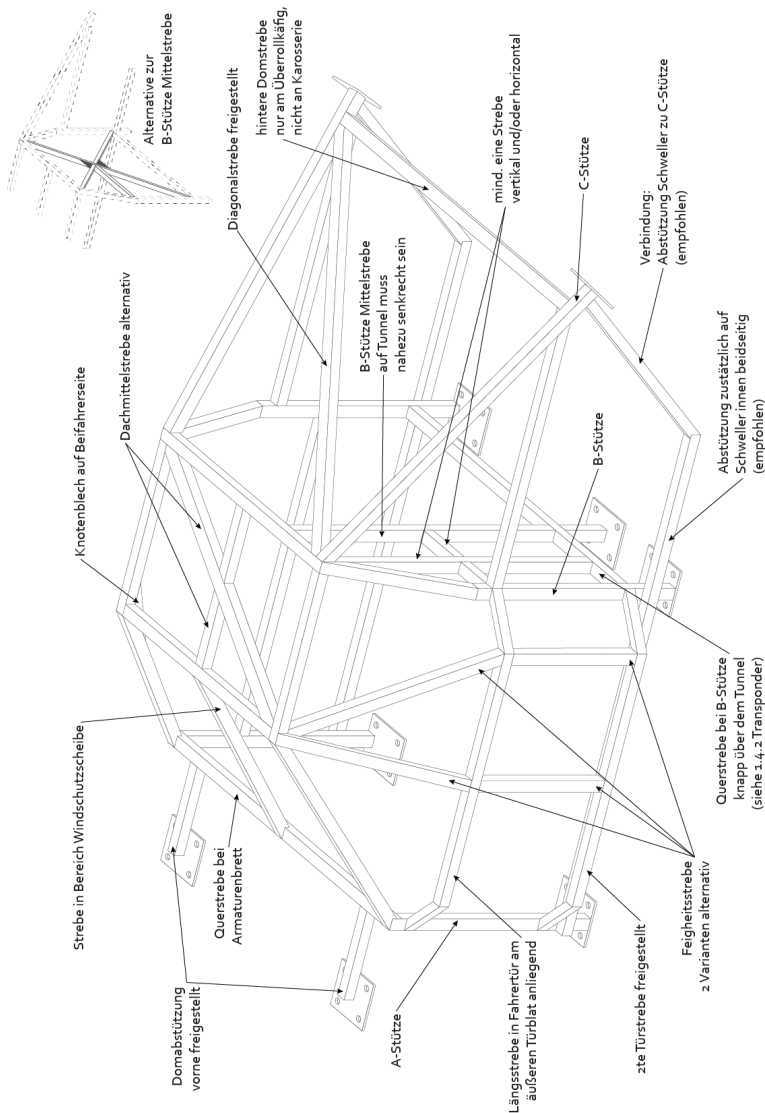 Alternative zur
B-Stütze Mittelstrebe
Diagonalstrebe freigestellt
hintere Domstrebe
nur am Überrollkäfig,
nicht an Karosserie
mind. eine Strebe
vertikal und/oder horizontal
C-Stütze
Verbindung:
Abstützung Schweller zu C-Stütze
(empfohlen)
Dachmittelstrebe alternativ
B-Stütze Mittelstrebe
auf Tunnel muss
nahezu senkrecht sein
Knotenblech auf Beifahrerseite
B-Stütze
Abstützung zustätzlich auf
Schweller innen beidseitig
(empfohlen)
Strebe in Bereich Windschutzscheibe
Querstrebe bei B-Stütze
knapp über dem Tunnel
(siehe 1.4.2 Transponder)
Querstrebe bei
Armaturenbrett
Feigheitsstrebe
2 Varianten alternativ
Domabstützung
vorne freigestellt
A-Stütze
Längsstrebe in Fahrertür am
äußeren Türblat anliegend
2te Türstrebe freigestellt